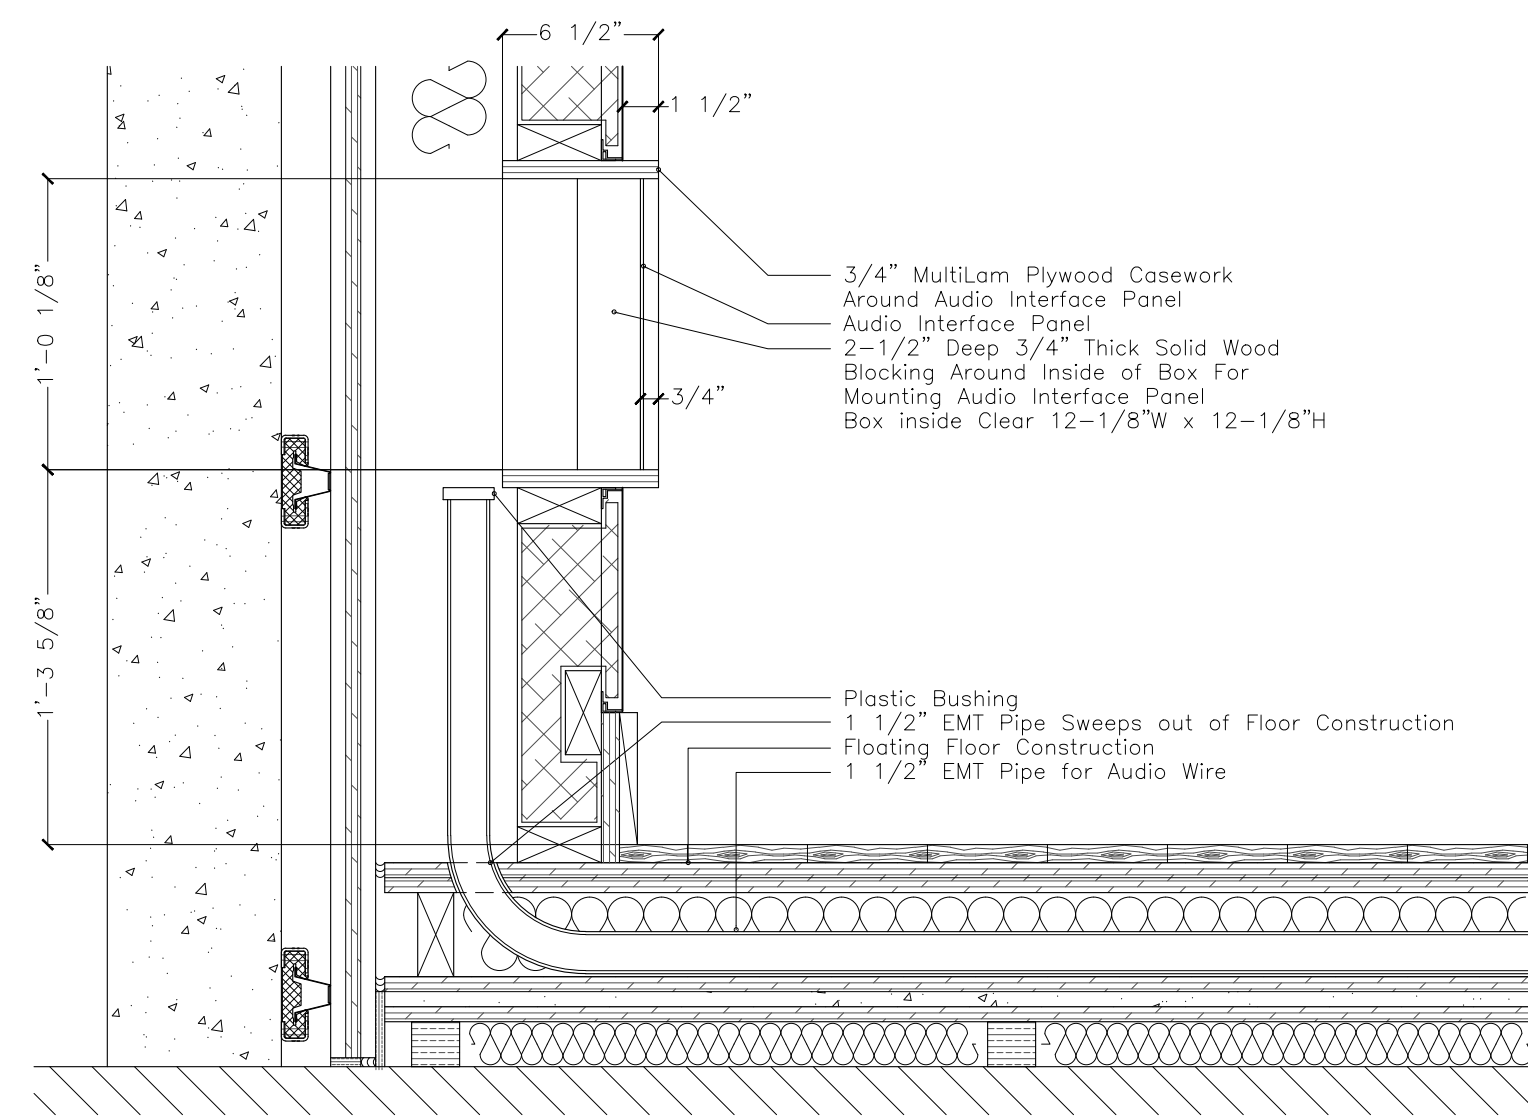 6 1/2”
1 1/2”
3/4” MultiLam Plywood Casework
Around Audio Interface Panel
Audio Interface Panel
2-1/2” Deep 3/4” Thick Solid Wood
Blocking Around Inside of Box For
Mounting Audio Interface Panel
Box inside Clear 12-1/8”W x 12-1/8”H
3/4”
1’-0 1/8”
1’-3 5/8”
Plastic Bushing
1 1/2” EMT Pipe Sweeps out of Floor Construction
Floating Floor Construction
1 1/2” EMT Pipe for Audio Wire